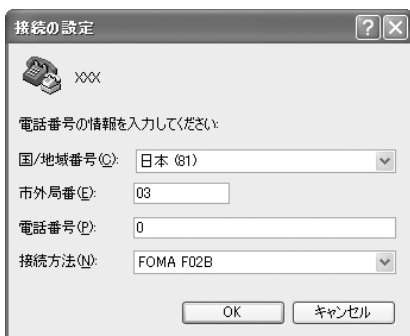 接続の設定
XXX
電話番号の情報を入力してください:
国/地域番号(C): 日本 (81)
市外局番(E): 03
電話番号(P): 0
接続方法(N): FOMA F02B
OK キャンセル